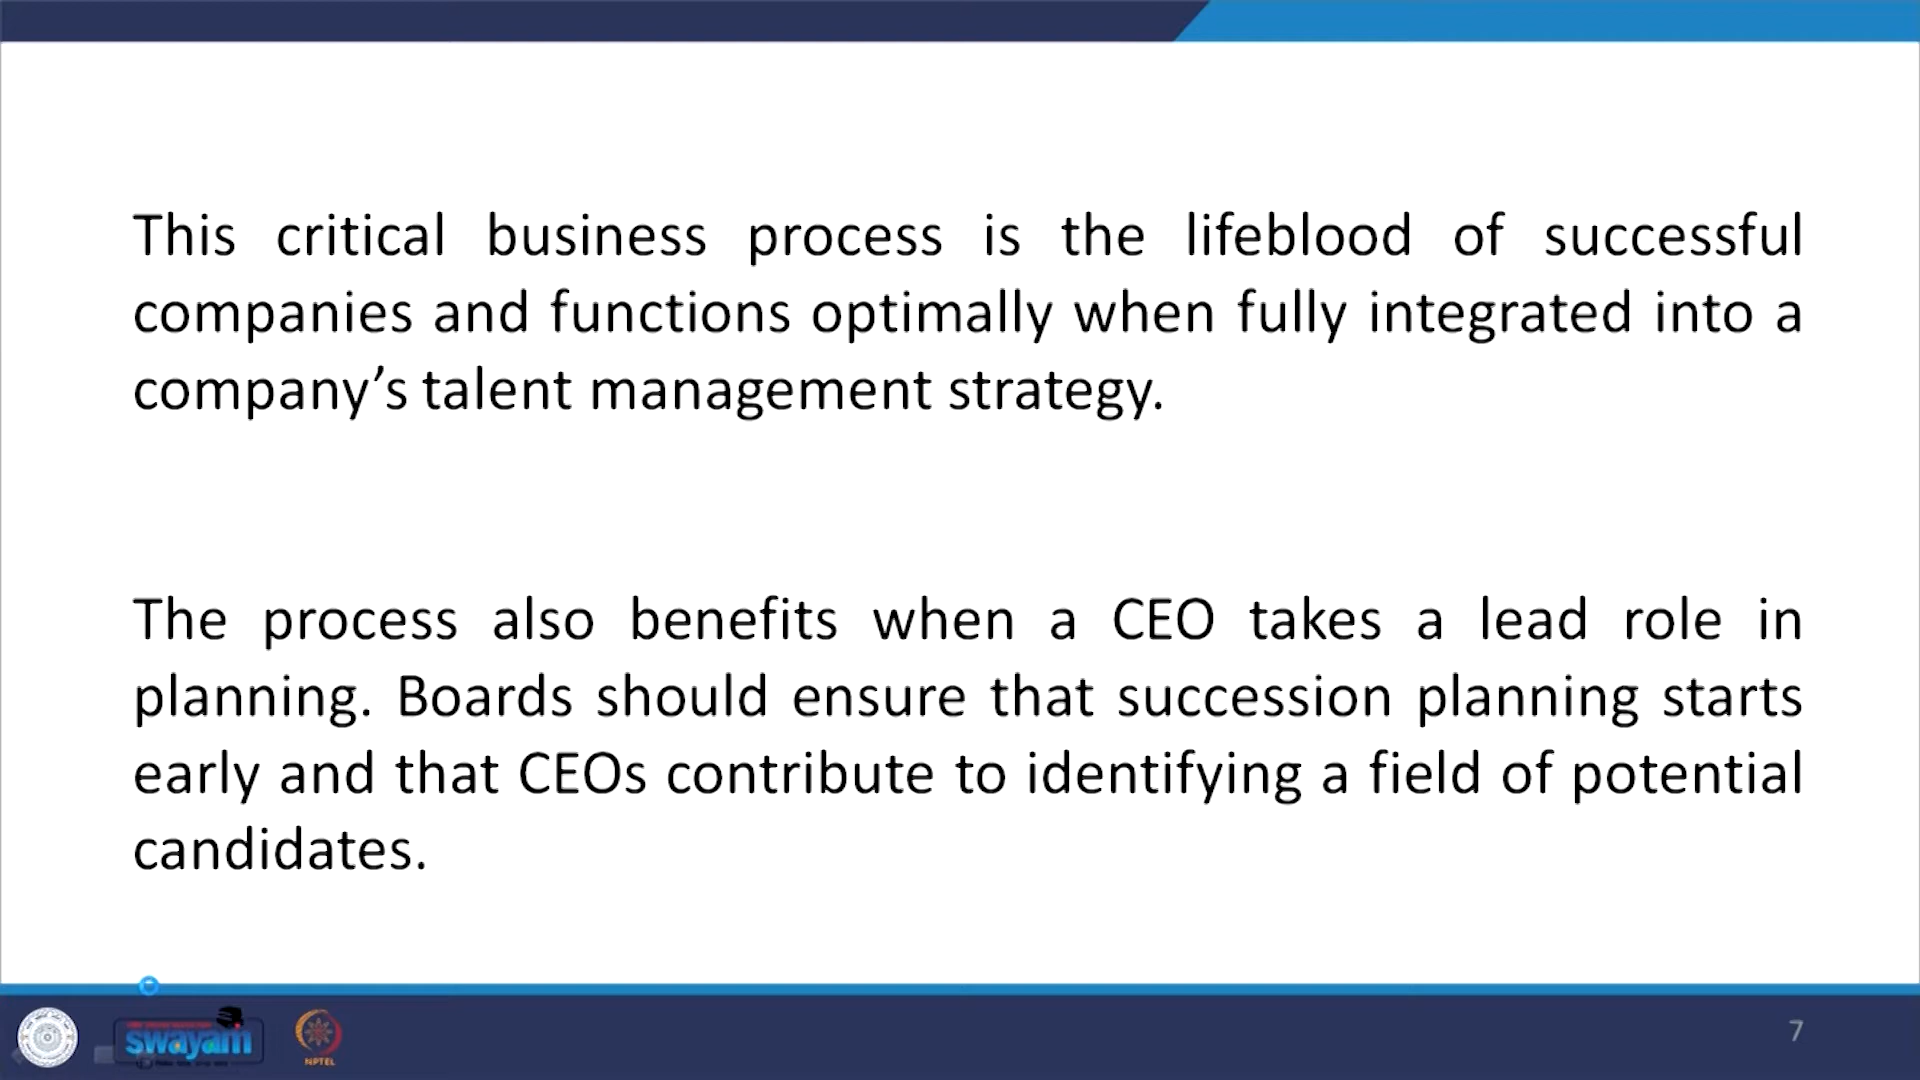 This critical business process is the lifeblood of successful
companies and functions optimally when fully integrated into a
company’s talent management strategy.
The process also benefits when a CEO takes a lead role in
planning. Boards should ensure that succession planning starts
early and that CEOs contribute to identifying a field of potential
candidates.
swayam
NPTEL
7